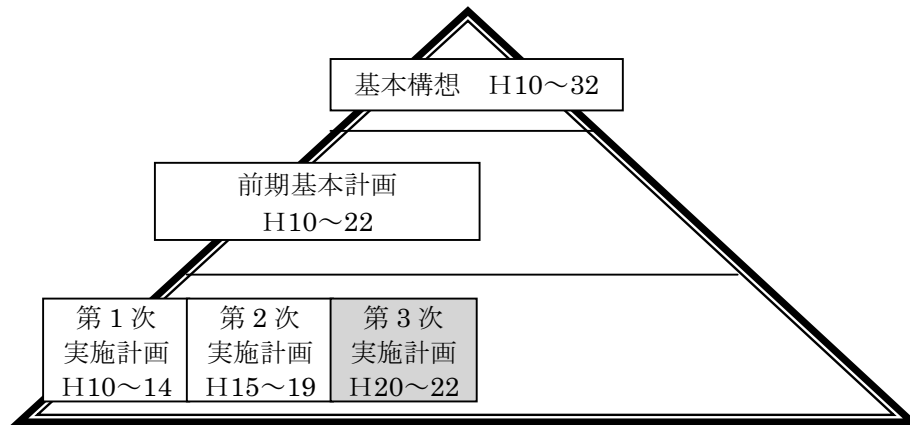 基本構想　H10～32
前期基本計画
H10～22
第 1 次
実施計画
H10～14
第 2 次
実施計画
H15～19
第 3 次
実施計画
H20～22